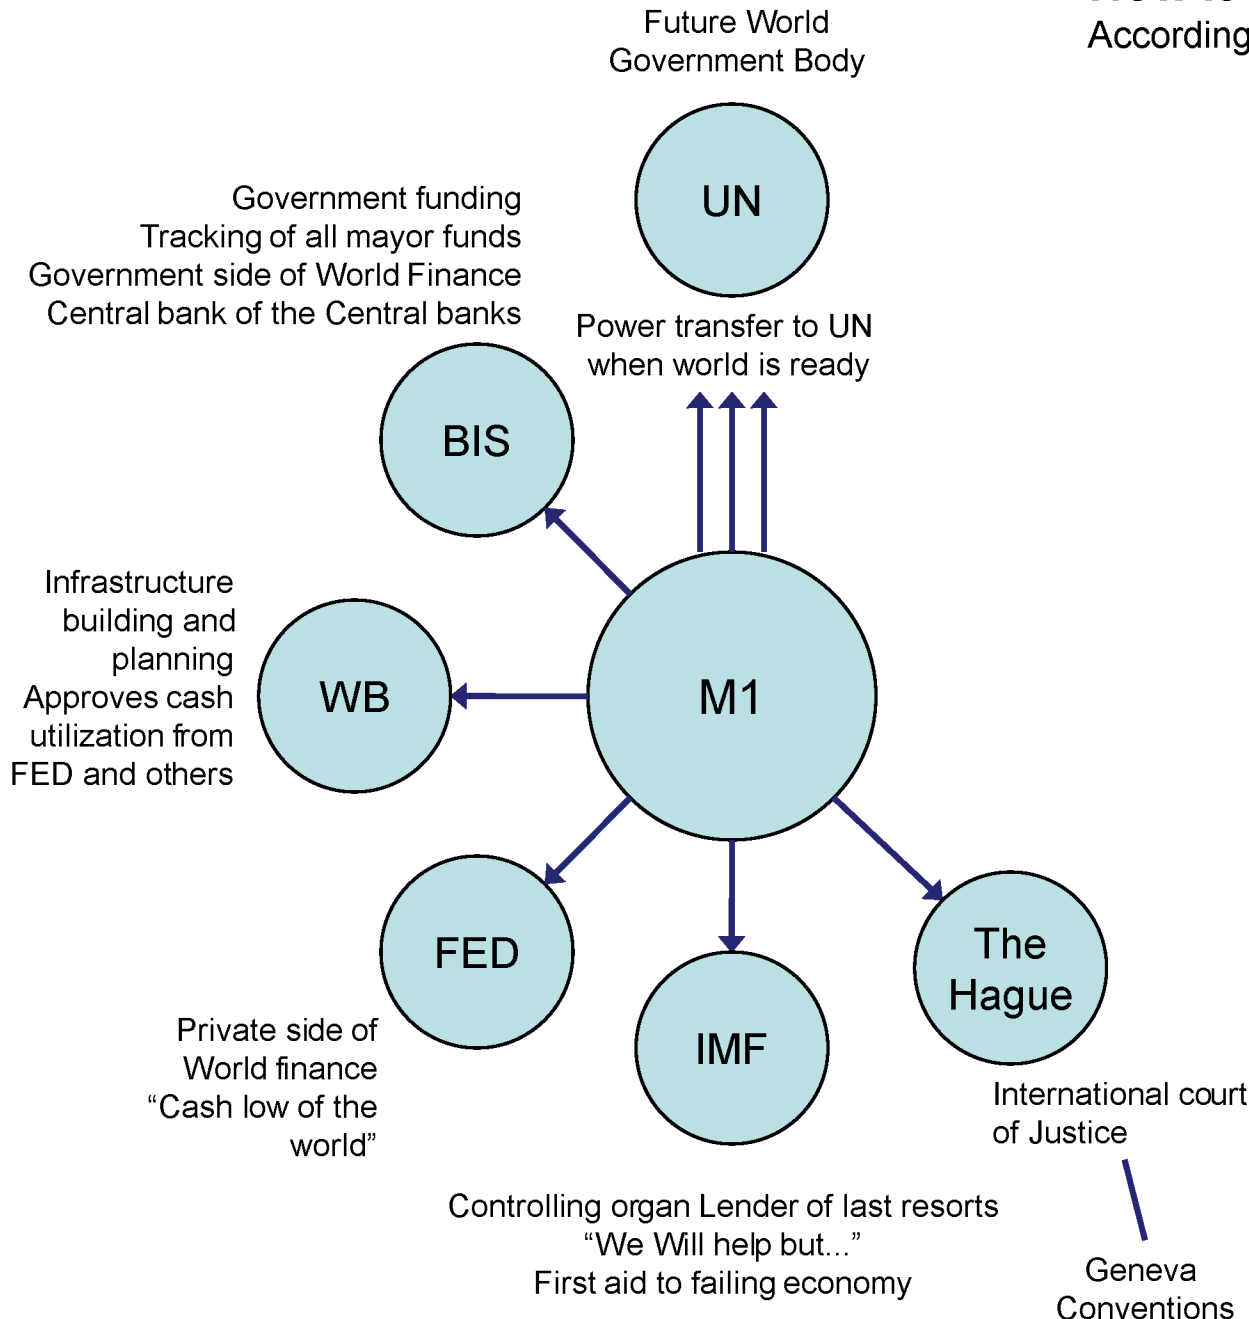 According
Future World
Government Body
UN
Government funding
Tracking of all mayor funds
Government side of World Finance
Central bank of the Central banks
Power transfer to UN
when world is ready
BIS
Infrastructure
building and
planning
Approves cash
utilization from
FED and others
WB
M1
FED
The
Hague
IMF
Private side of
World finance
“Cash low of the
world”
International court
of Justice
Controlling organ Lender of last resorts
“We Will help but...”
First aid to failing economy
Geneva
Conventions